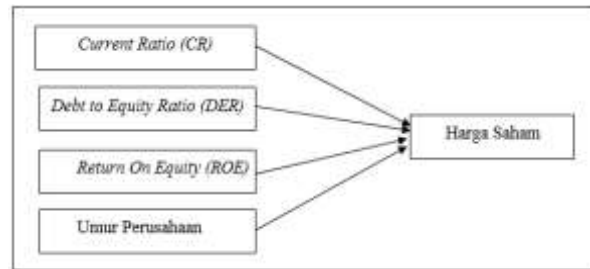 Current Ratio (CR)
Debt to Equity Ratio (DER)
Harga Saham
Return On Equity (ROE)
Umur Perusahaan